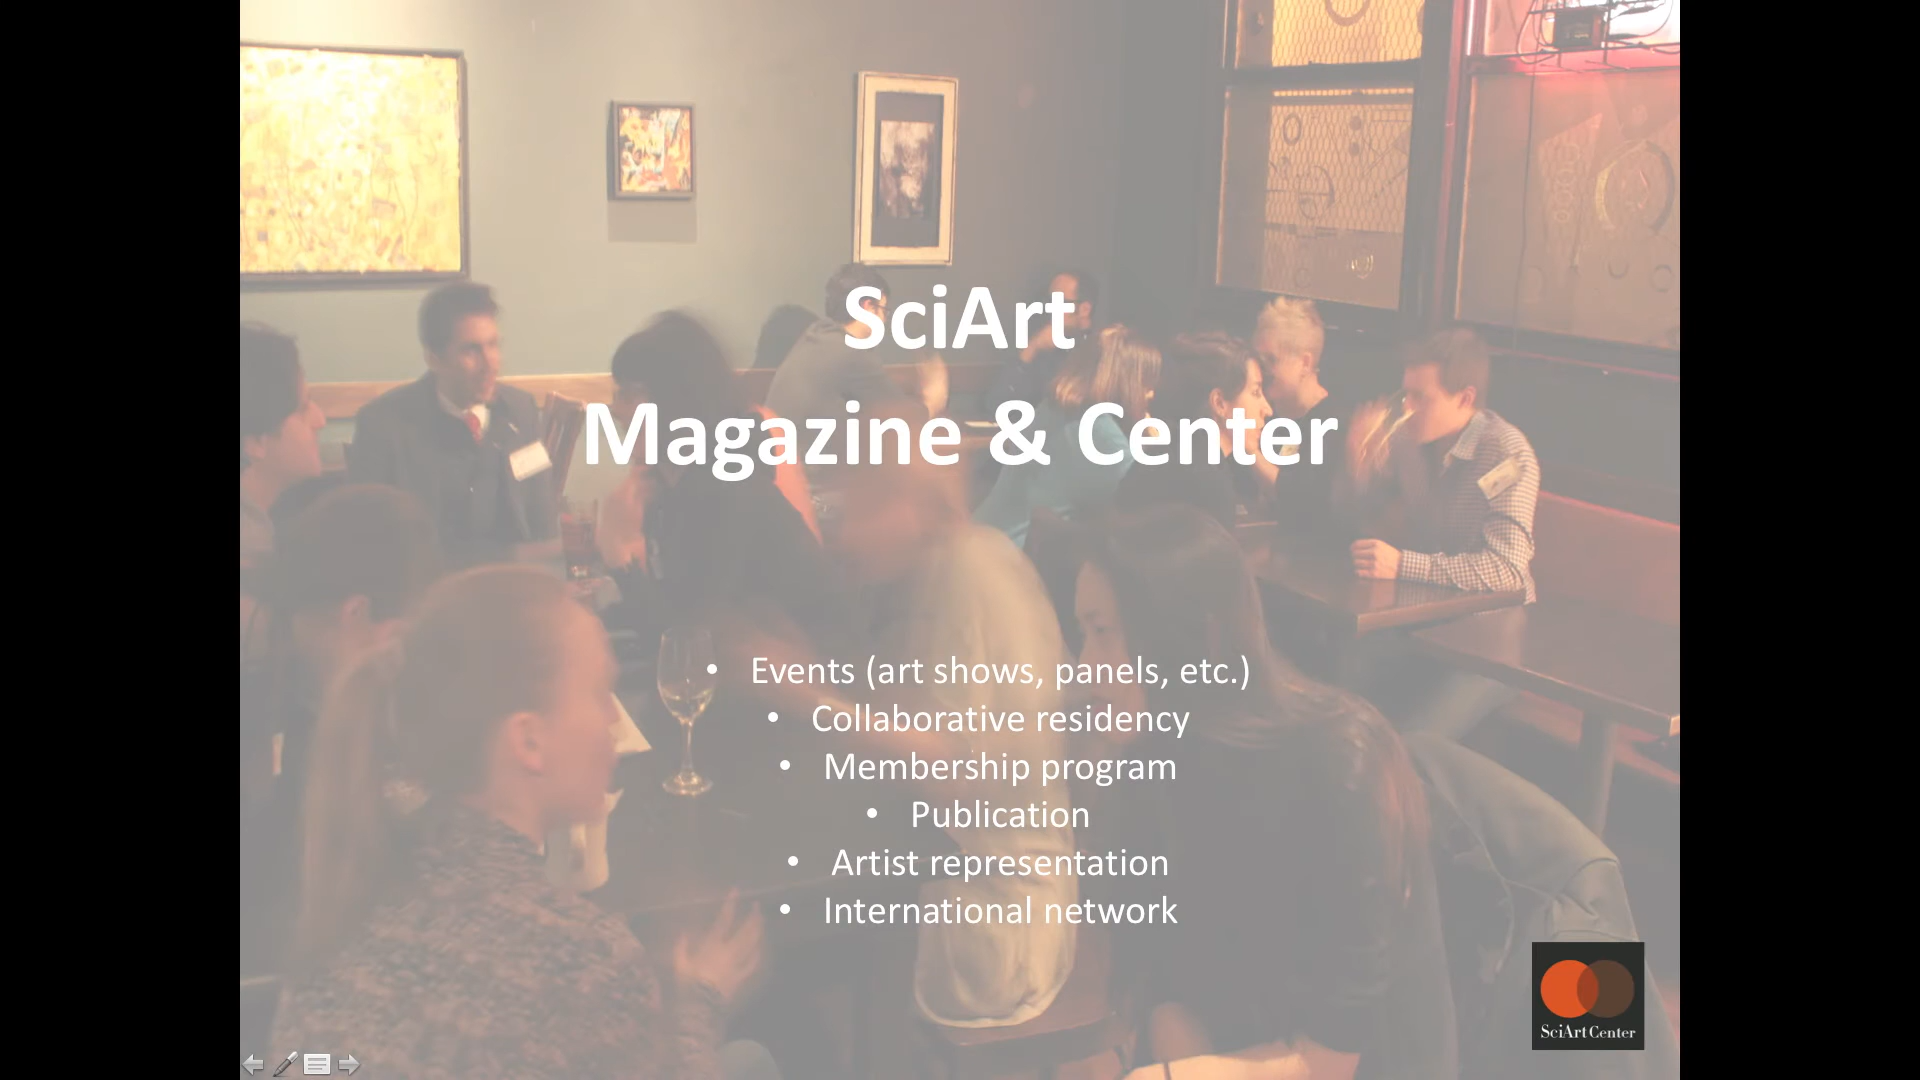 SciArt
Magazine & Center
• Events (art shows, panels, etc.)
• Collaborative residency
• Membership program
• Publication
• Artist representation
• International network
SciArt Center